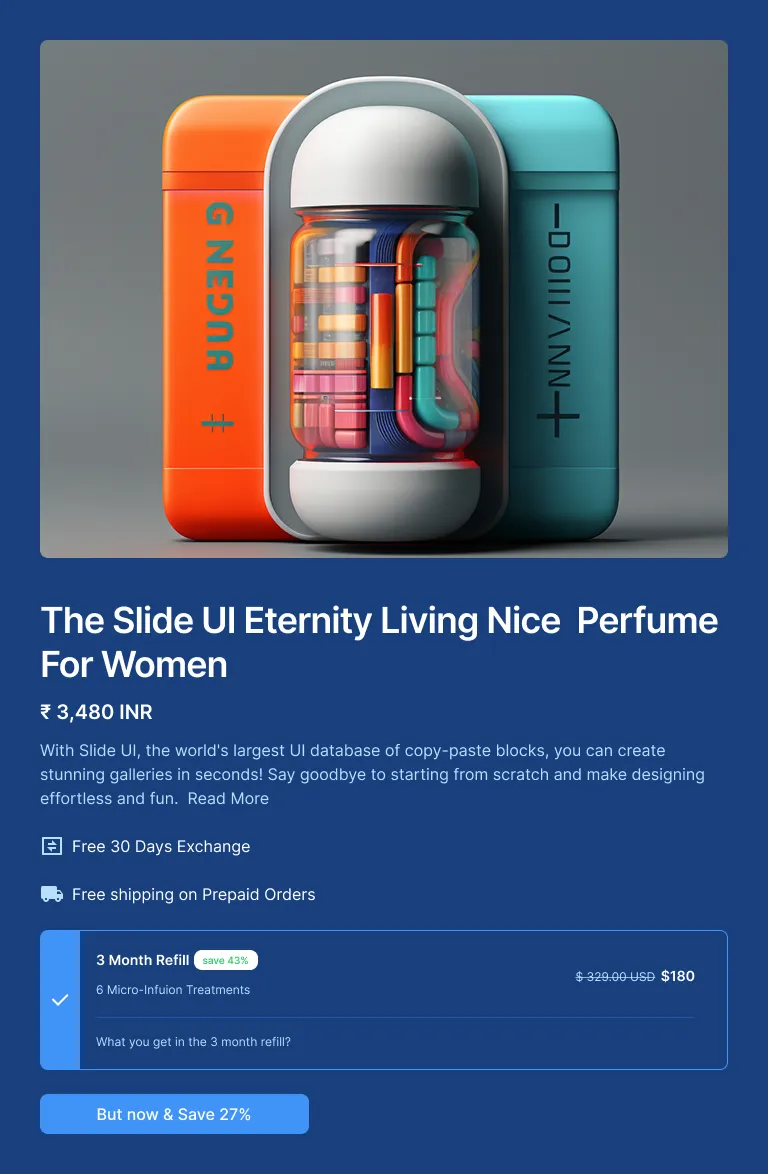 The Slide UI Eternity Living Nice  Perfume
For Women
₹ 3,480 INR
With Slide UI, the world's largest UI database of copy-paste blocks, you can create
stunning galleries in seconds! Say goodbye to starting from scratch and make designing
effortless and fun.  Read More
Free 30 Days Exchange
Free shipping on Prepaid Orders
3 Month Refill save 43%
6 Micro-Infuion Treatments
$ 329.00 USD $180
What you get in the 3 month refill?
But now & Save 27%